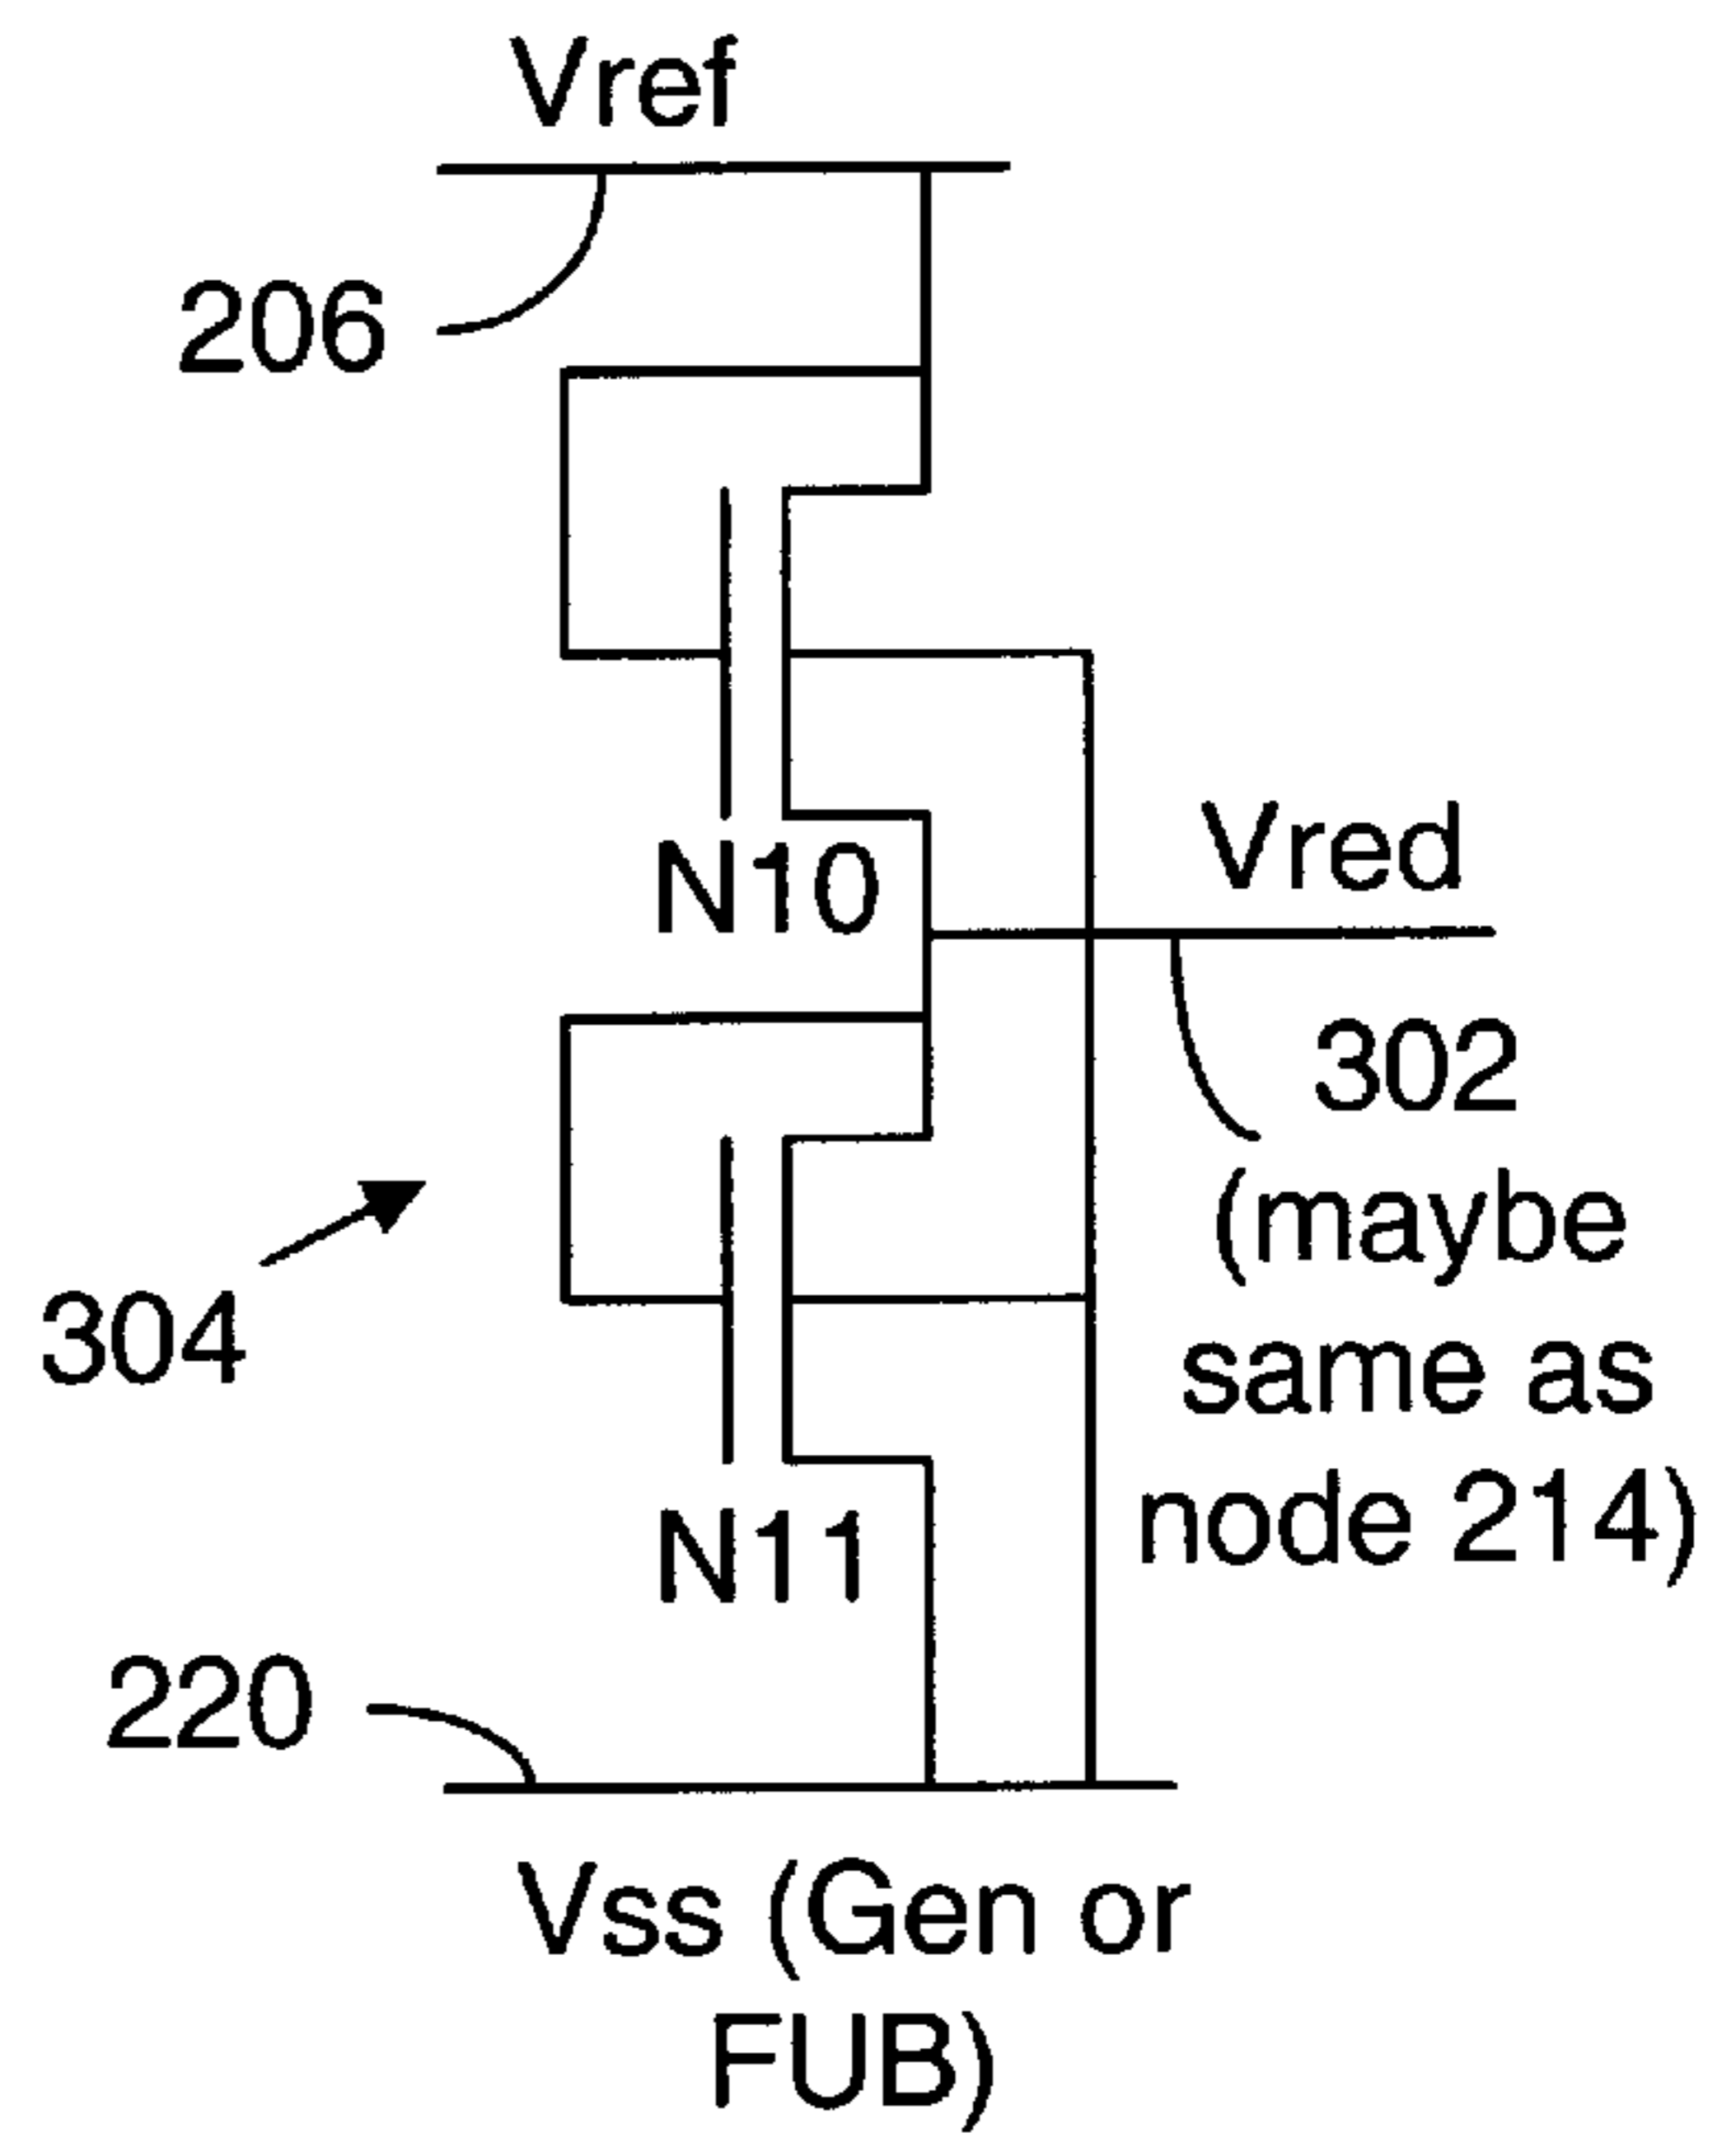 Vref
206
N10
Vred
302
(maybe
same as
node 214)
304
N11
220
Vss (Gen or
FUB)